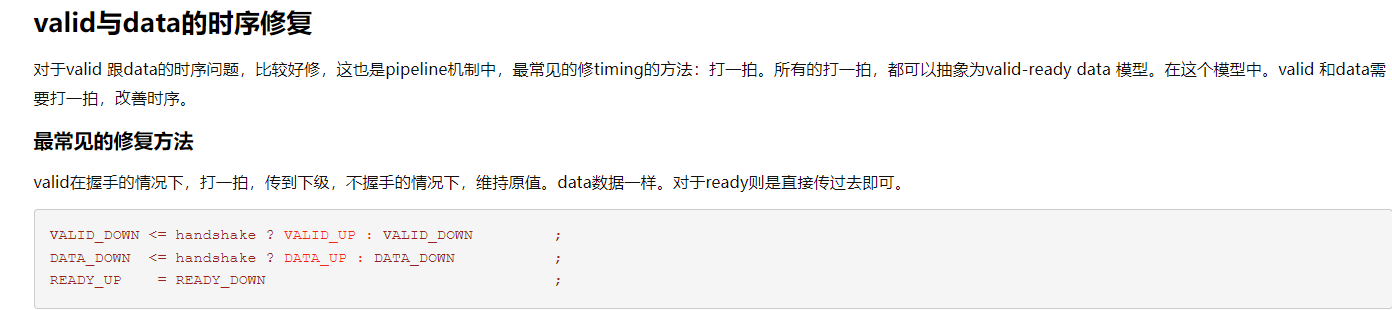 valid与data的时序修复
对于valid 跟data的时序问题，比较好修，这也是pipeline机制中，最常见的修timing的方法：打一拍。所有的打一拍，都可以抽象为valid-ready data 模型。在这个模型中。valid 和data需
要打一拍，改善时序。
最常见的修复方法
valid在握手的情况下，打一拍，传到下级，不握手的情况下，维持原值。data数据一样。对于ready则是直接传过去即可。
VALID_DOWN <= handshake ? VALID_UP : VALID_DOWN         ;
DATA_DOWN  <= handshake ? DATA_UP : DATA_DOWN           ;
READY_UP    = READY_DOWN                                ;